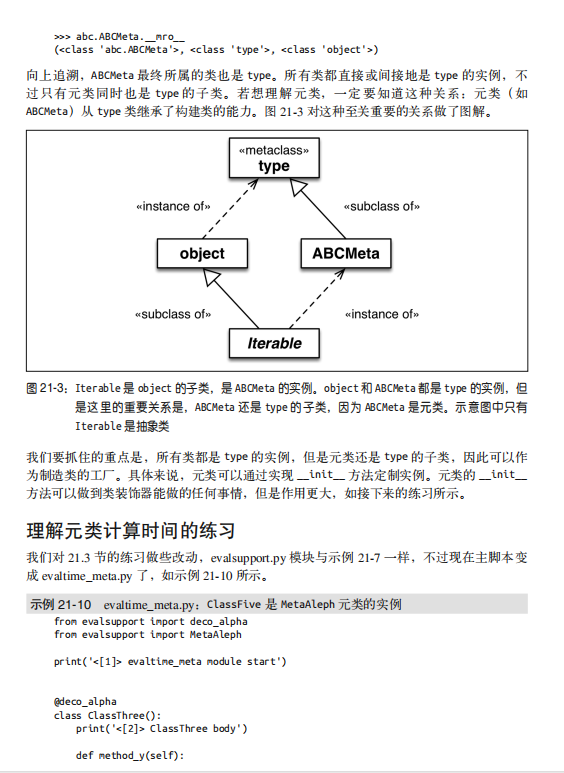 >>> abc.ABCMeta.__mro__
(<class 'abc.ABCMeta'>, <class 'type'>, <class 'object'>)
向上追溯，ABCMeta 最终所属的类也是 type。所有类都直接或间接地是 type 的实例，不
过只有元类同时也是 type 的子类。若想理解元类，一定要知道这种关系：元类（如
ABCMeta）从 type 类继承了构建类的能力。图 21-3 对这种至关重要的关系做了图解。
«metaclass»
type
«instance of»
«subclass of»
object
ABCMeta
«subclass of»
«instance of»
Iterable
图 21-3：Iterable 是 object 的子类，是 ABCMeta 的实例。object 和 ABCMeta 都是 type 的实例，但
是这里的重要关系是，ABCMeta 还是 type 的子类，因为 ABCMeta 是元类。示意图中只有
Iterable 是抽象类
我们要抓住的重点是，所有类都是 type 的实例，但是元类还是 type 的子类，因此可以作
为制造类的工厂。具体来说，元类可以通过实现 __init__ 方法定制实例。元类的 __init__
方法可以做到类装饰器能做的任何事情，但是作用更大，如接下来的练习所示。
理解元类计算时间的练习
我们对 21.3 节的练习做些改动，evalsupport.py 模块与示例 21-7 一样，不过现在主脚本变
成 evaltime_meta.py 了，如示例 21-10 所示。
示例 21-10 evaltime_meta.py：ClassFive 是 MetaAleph 元类的实例
from evalsupport import deco_alpha
from evalsupport import MetaAleph
print('<[1]> evaltime_meta module start')
@deco_alpha
class ClassThree():
print('<[2]> ClassThree body')
def method_y(self):